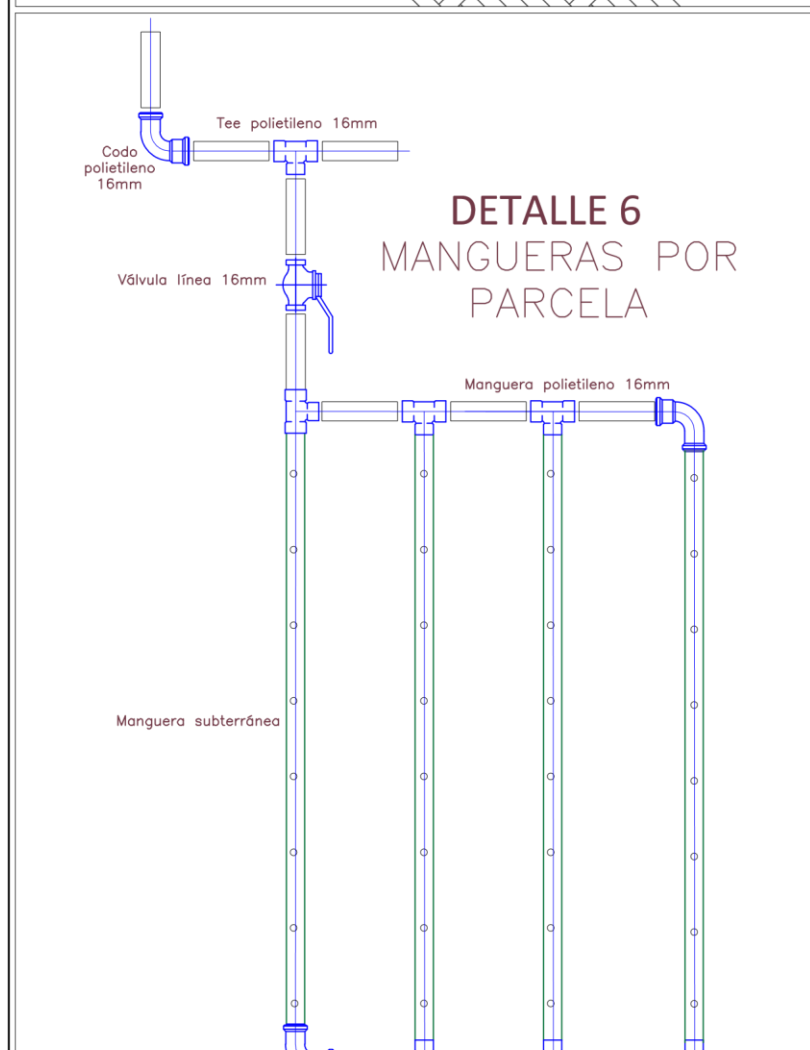 Tee polietileno 16mm
Codo
polietileno
16mm
DETALLE 6
MANGUERAS POR
PARCELA
Válvula línea 16mm
Manguera polietileno 16mm
Manguera subterránea